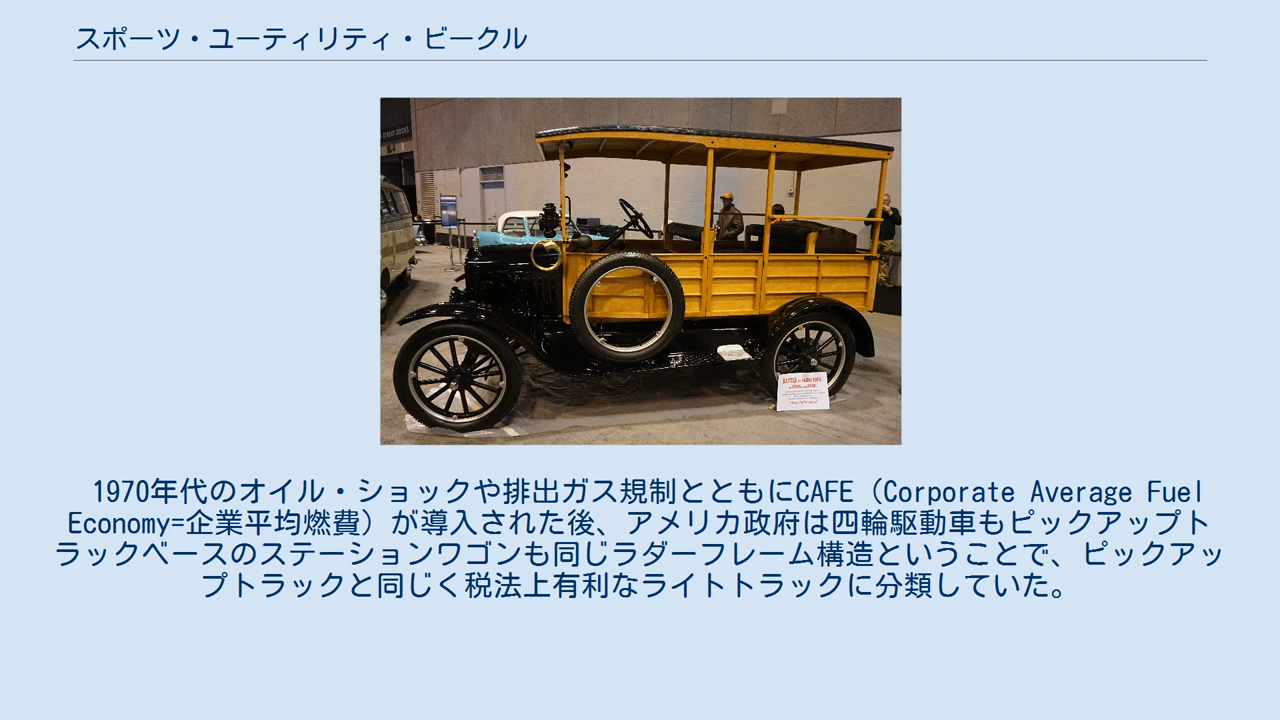 スポーツ・ユーティリティ・ビークル
1970年代のオイル・ショックや排出ガス規制とともにCAFE（Corporate Average Fuel
Economy=企業平均燃費）が導入された後、アメリカ政府は四輪駆動車もピックアップト
ラックベースのステーションワゴンも同じラダーフレーム構造ということで、ピックアッ
プトラックと同じく税法上有利なライトトラックに分類していた。